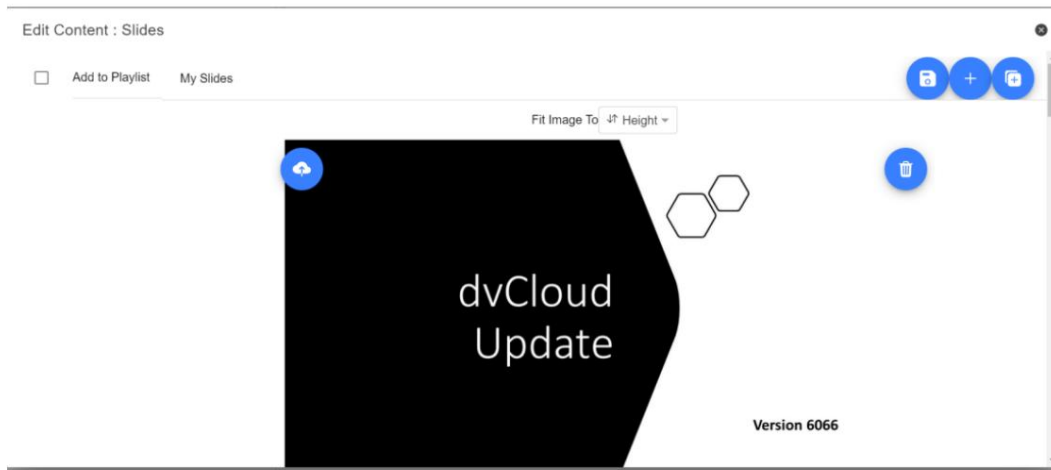 Edit Content : Slides
Add to Playlist My Slides
Fit Image To Height
dvCloud
Update
Version 6066